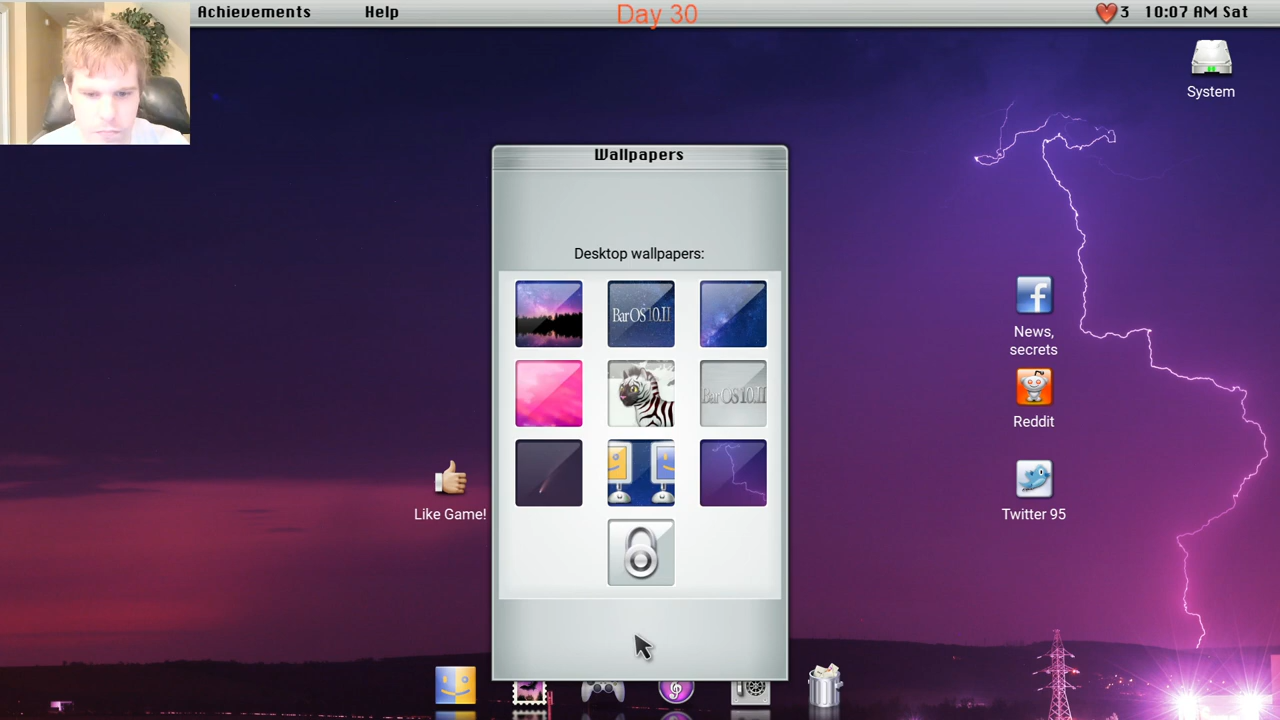 Achievements Help Day 30 3 10:07 AM Sat
System
Wallpapers
Desktop wallpapers:
BarOS 10.II
News,
secrets
BarOS 10.II
Reddit
Like Game!
Twitter 95